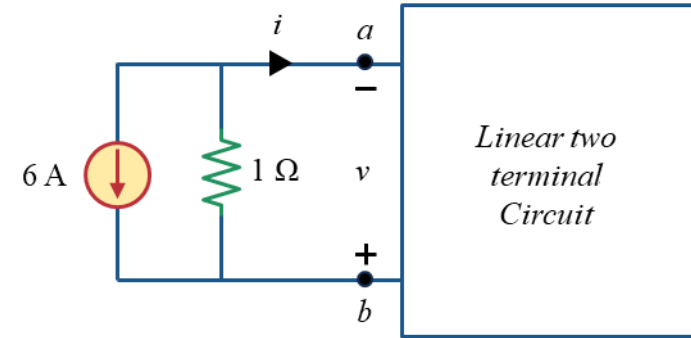 i
a
−
6 A
1 Ω
v
Linear two
terminal
Circuit
+
b